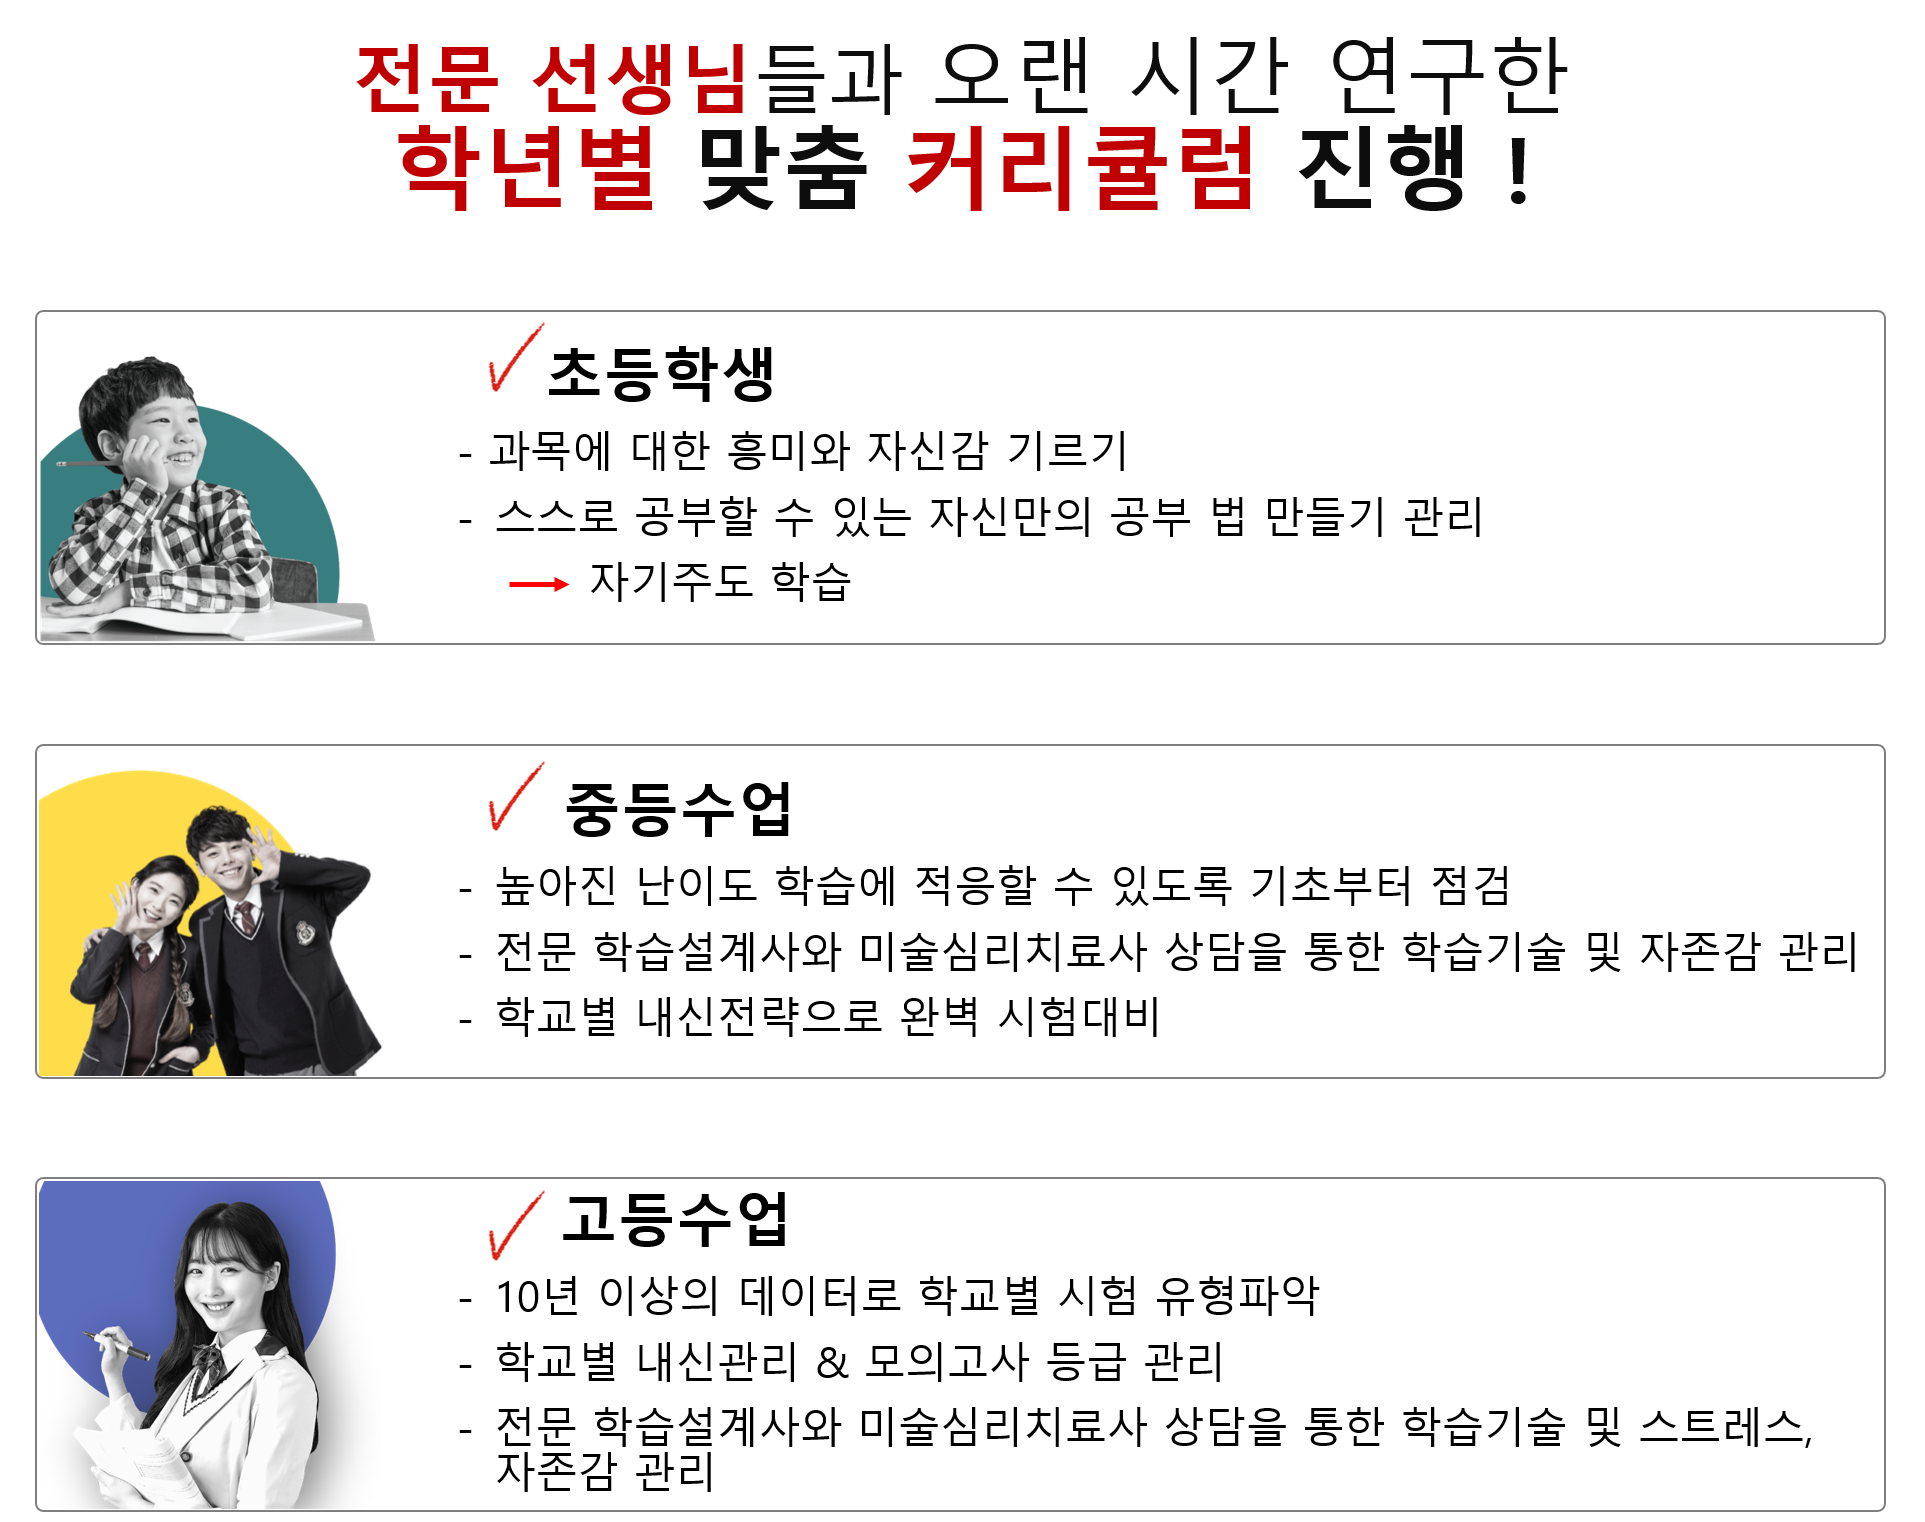 전문 선생님들과 오랜 시간 연구한
학년별 맞춤 커리큘럼 진행 !
초등학생
- 과목에 대한 흥미와 자신감 기르기
- 스스로 공부할 수 있는 자신만의 공부 법 만들기 관리
자기주도 학습
중등수업
- 높아진 난이도 학습에 적응할 수 있도록 기초부터 점검
- 전문 학습설계사와 미술심리치료사 상담을 통한 학습기술 및 자존감 관리
- 학교별 내신전략으로 완벽 시험대비
고등수업
- 10년 이상의 데이터로 학교별 시험 유형파악
- 학교별 내신관리 & 모의고사 등급 관리
- 전문 학습설계사와 미술심리치료사 상담을 통한 학습기술 및 스트레스,
자존감 관리